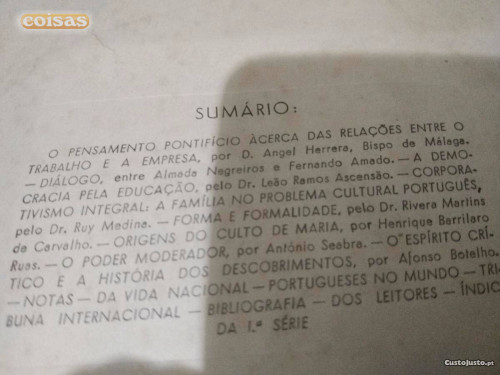 coisas
SUMÁRIO:
O PENSAMENTO PONTIFÍCIO ÀCERCA DAS RELAÇÕES ENTRE O
TRABALHO E A EMPRESA, por D. Angel Herrera, Bispo de Málaga.
— DIÁLOGO, entre Almada Negreiros e Fernando Amado. — A DEMO-
CRACIA PELA EDUCAÇÃO, pelo Dr. Leão Ramos Ascensão. — CORPORA-
TIVISMO INTEGRAL: A FAMÍLIA NO PROBLEMA CULTURAL PORTUGUÊS,
pelo Dr. Ruy Medina. — FORMA E FORMALIDADE, pelo Dr. Rivera Martins
de Carvalho. — ORIGENS DO CULTO DE MARIA, por Henrique Barrilaro
Ruas. — O PODER MODERADOR, por António Seabra. — O ESPÍRITO CRÍ-
TICO E A HISTÓRIA DOS DESCOBRIMENTOS, por Afonso Botelho.
— NOTAS — DA VIDA NACIONAL — PORTUGUESES NO MUNDO — TRI-
BUNA INTERNACIONAL — BIBLIOGRAFIA — DOS LEITORES — ÍNDIC
DA 1.ª SÉRIE
CustoJusto.pt